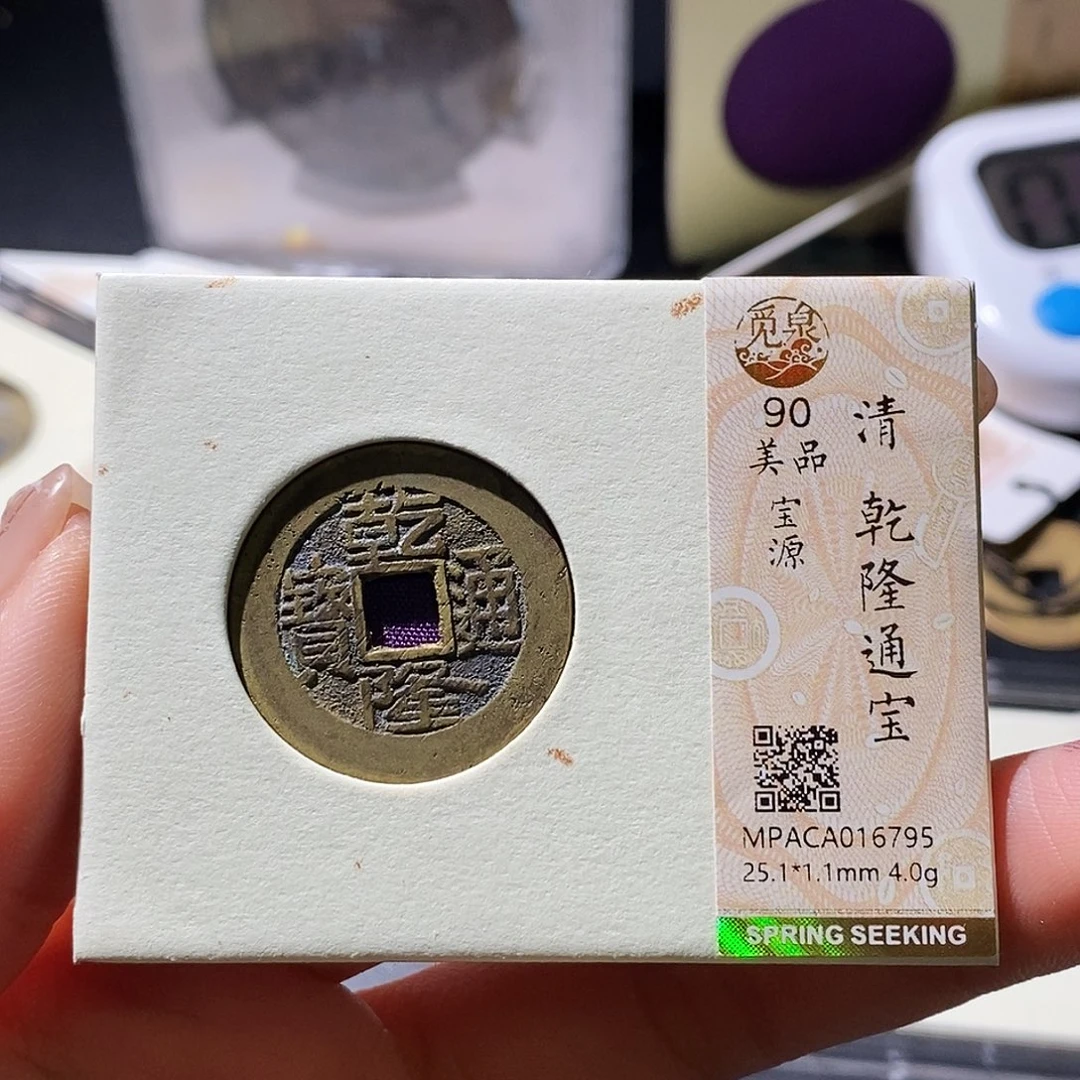 乾隆通寳
觅泉
90
美品
宝源
清 乾隆通宝
MPACA016795
25.1*1.1mm 4.0g
SPRING SEEKING